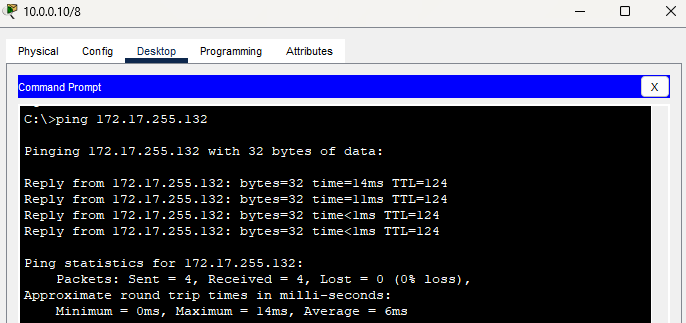 10.0.0.10/8
Physical Config Desktop Programming Attributes
Command Prompt X
C:\>ping 172.17.255.132
Pinging 172.17.255.132 with 32 bytes of data:
Reply from 172.17.255.132: bytes=32 time=14ms TTL=124
Reply from 172.17.255.132: bytes=32 time=11ms TTL=124
Reply from 172.17.255.132: bytes=32 time<1ms TTL=124
Reply from 172.17.255.132: bytes=32 time<1ms TTL=124
Ping statistics for 172.17.255.132:
Packets: Sent = 4, Received = 4, Lost = 0 (0% loss),
Approximate round trip times in milli-seconds:
Minimum = 0ms, Maximum = 14ms, Average = 6ms